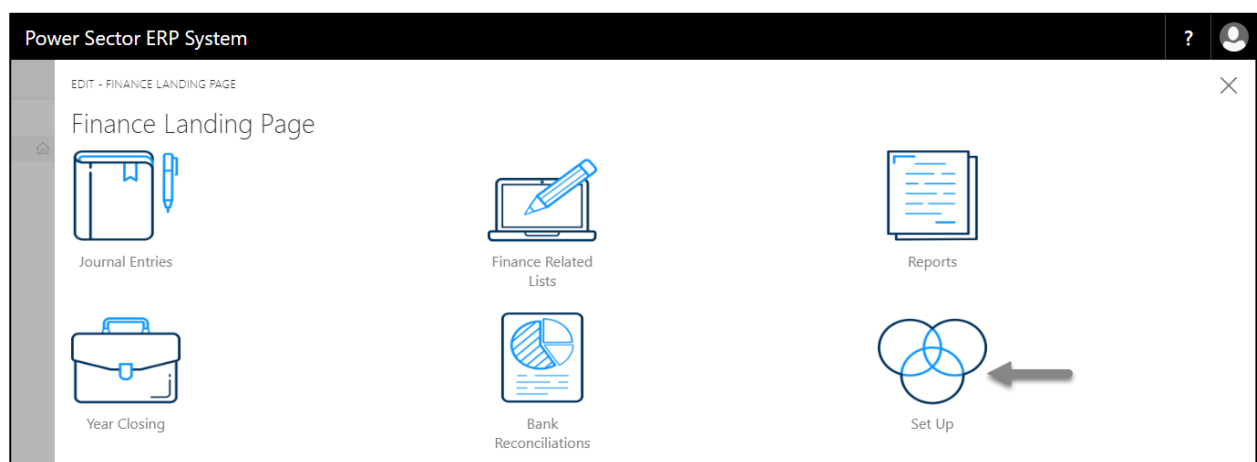 Power Sector ERP System
?
EDIT - FINANCE LANDING PAGE
Finance Landing Page
Journal Entries
Finance Related
Lists
Reports
Year Closing
Bank
Reconciliations
Set Up